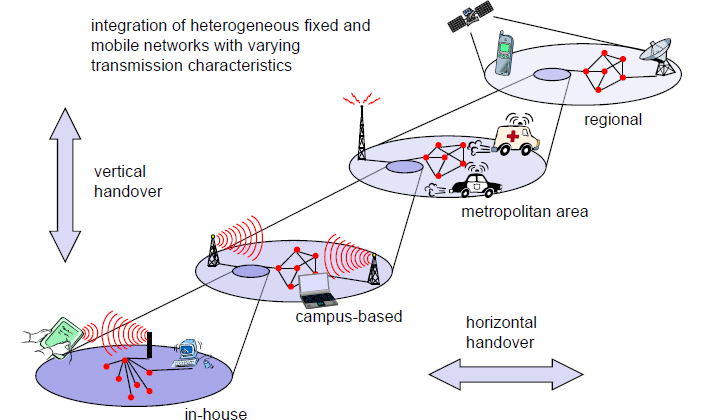 integration of heterogeneous fixed and
mobile networks with varying
transmission characteristics
regional
vertical
handover
metropolitan area
campus-based
horizontal
handover
in-house